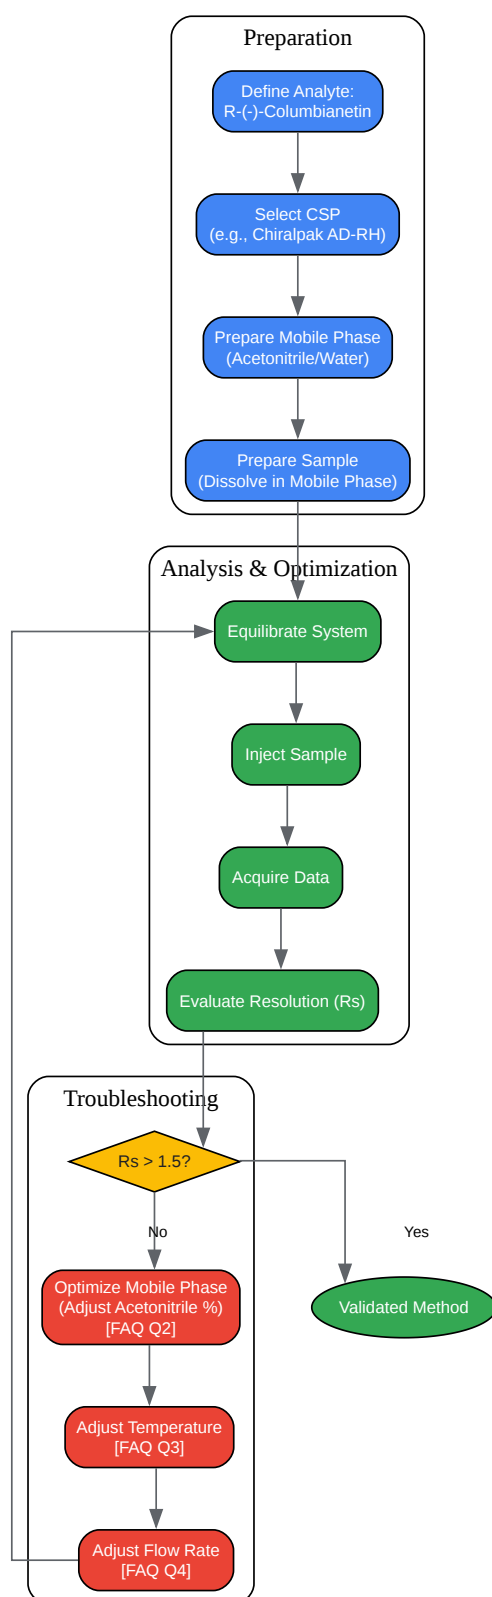 Preparation
Define Analyte:
R-(-)-Columbianetin
Select CSP
(e.g., Chiralpak AD-RH)
Prepare Mobile Phase
(Acetonitrile/Water)
Prepare Sample
(Dissolve in Mobile Phase)
Analysis & Optimization
Equilibrate System
Inject Sample
Acquire Data
Evaluate Resolution (Rs)
Troubleshooting
Rs > 1.5?
No
Yes
Optimize Mobile Phase
(Adjust Acetonitrile %)
[FAQ Q2]
Validated Method
Adjust Temperature
[FAQ Q3]
Adjust Flow Rate
[FAQ Q4]